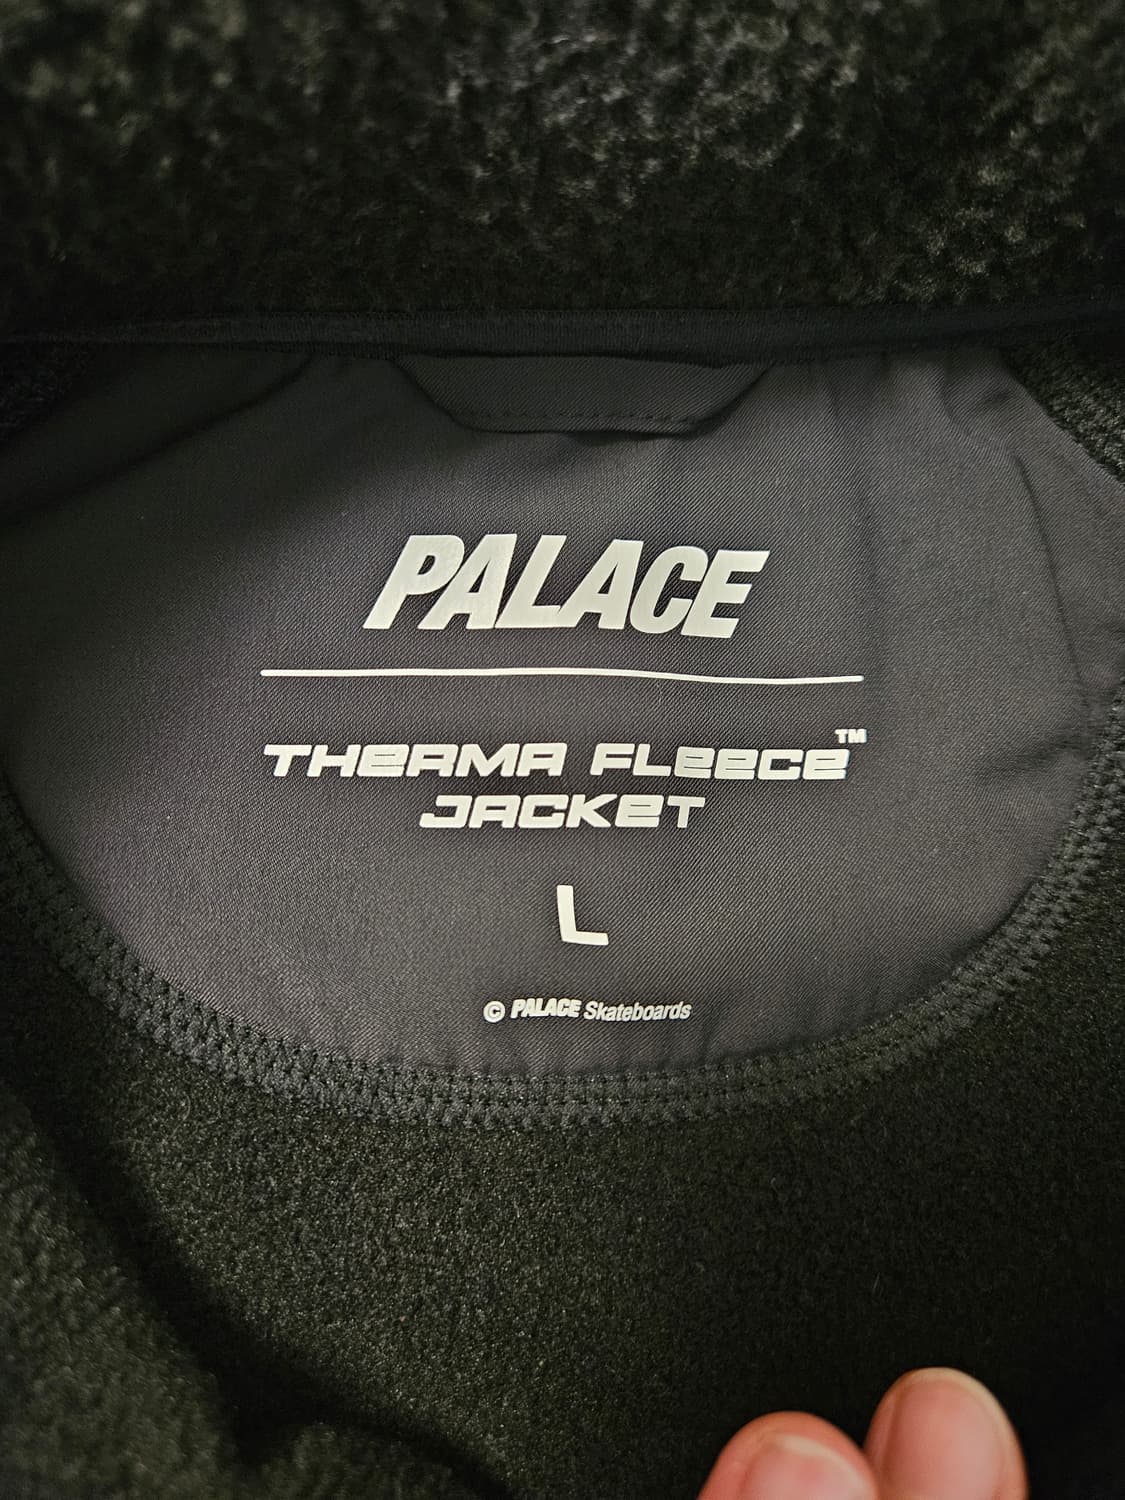 PALACE
THERMA FLEECE™
JACKET
L
© PALACE Skateboards